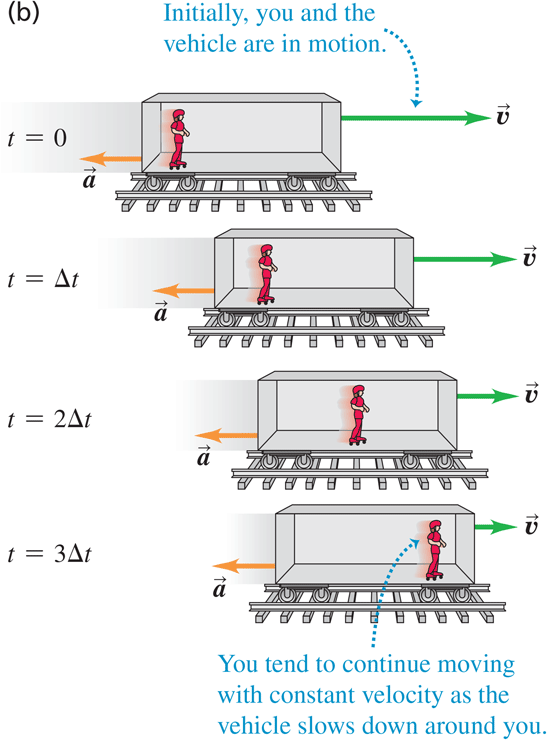 (b)
Initially, you and the
vehicle are in motion.
t = 0
v⃗
a⃗
t = Δt
v⃗
a⃗
t = 2Δt
v⃗
a⃗
t = 3Δt
v⃗
a⃗
You tend to continue moving
with constant velocity as the
vehicle slows down around you.